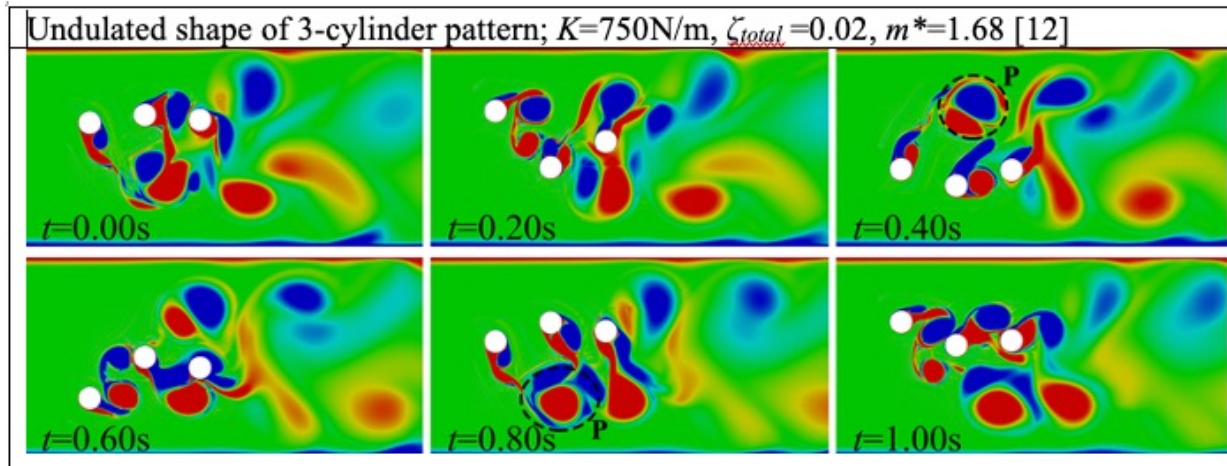 Undulated shape of 3-cylinder pattern; K=750N/m, ζtotal =0.02, m*=1.68 [12]
P
t=0.00s t=0.20s t=0.40s
P
t=0.60s t=0.80s t=1.00s